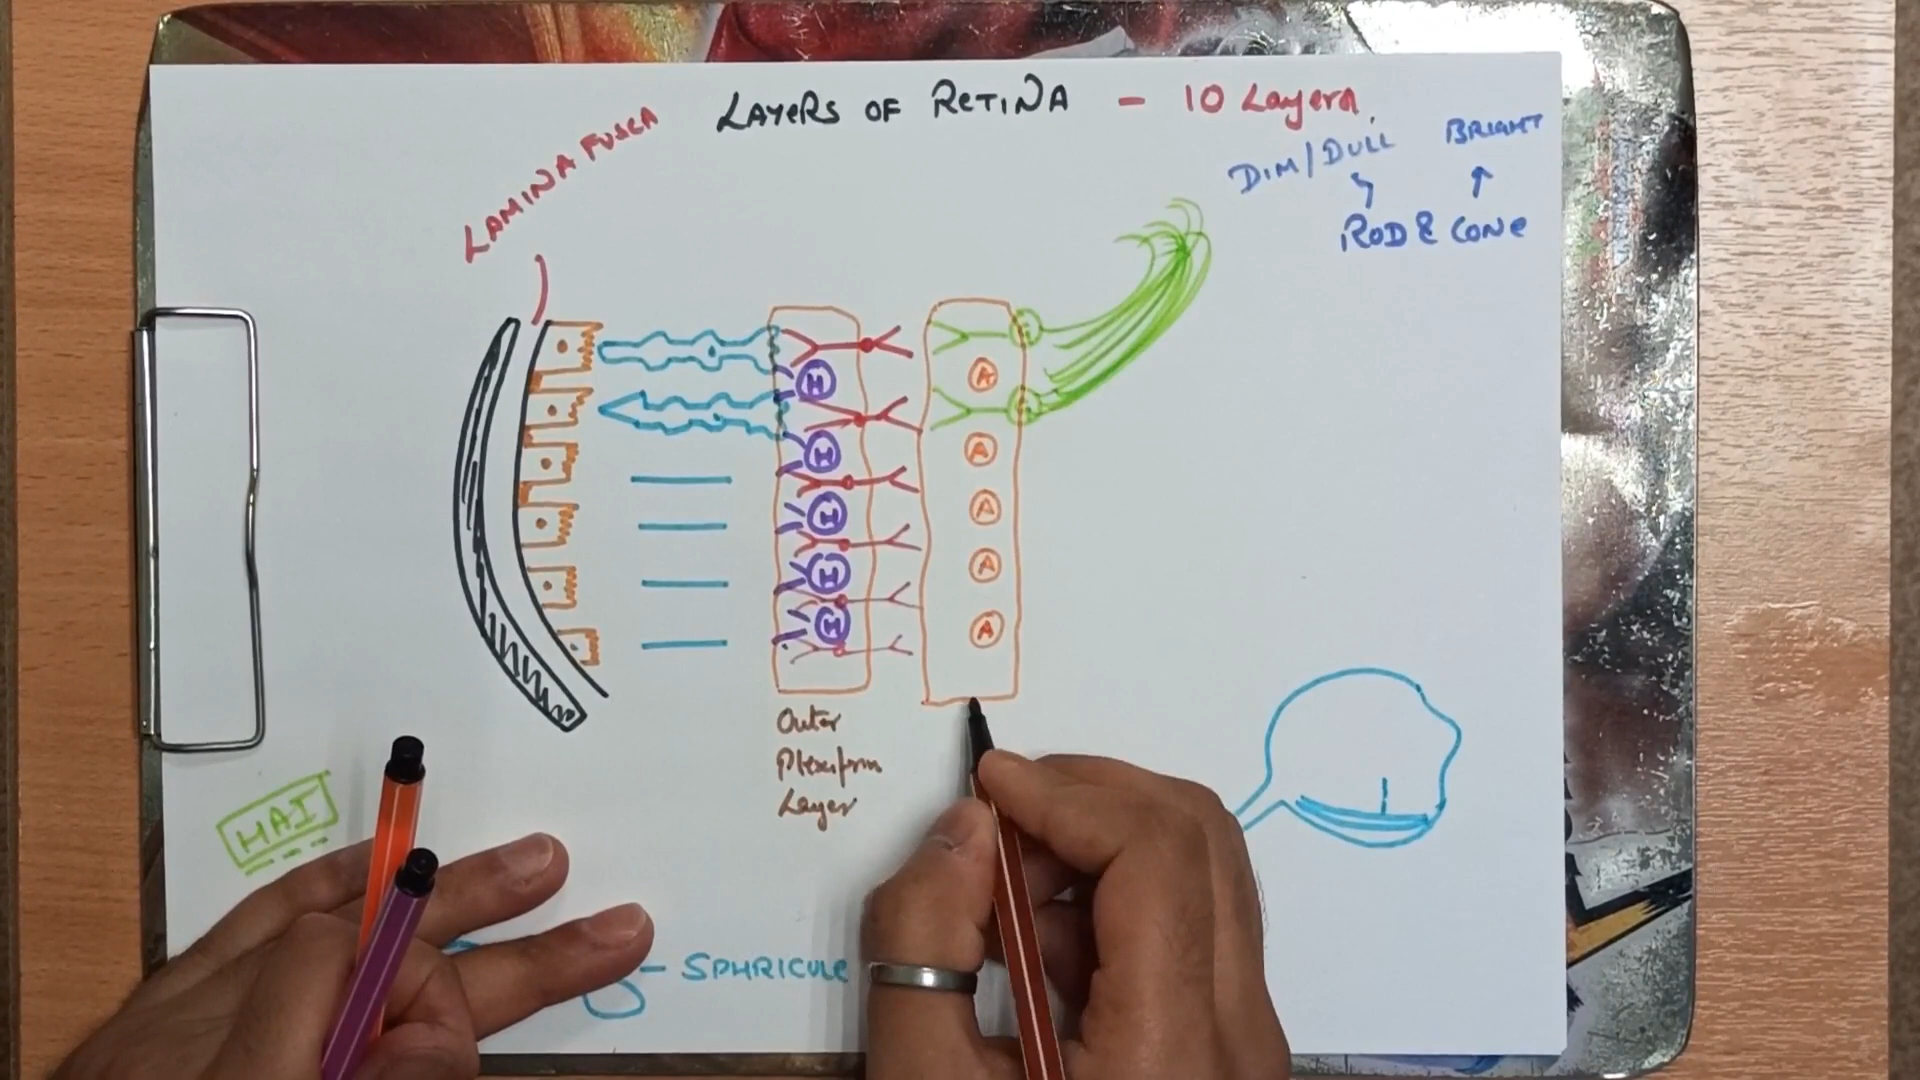 LAYERS OF RETINA - 10 Layers
DIM/DULL
BRIGHT
ROD & CONE
LAMINA FUSCA
H
H
H
H
H
A
A
A
A
A
G
G
Outer
Plexiform
Layer
HAI
- SPHRICULE